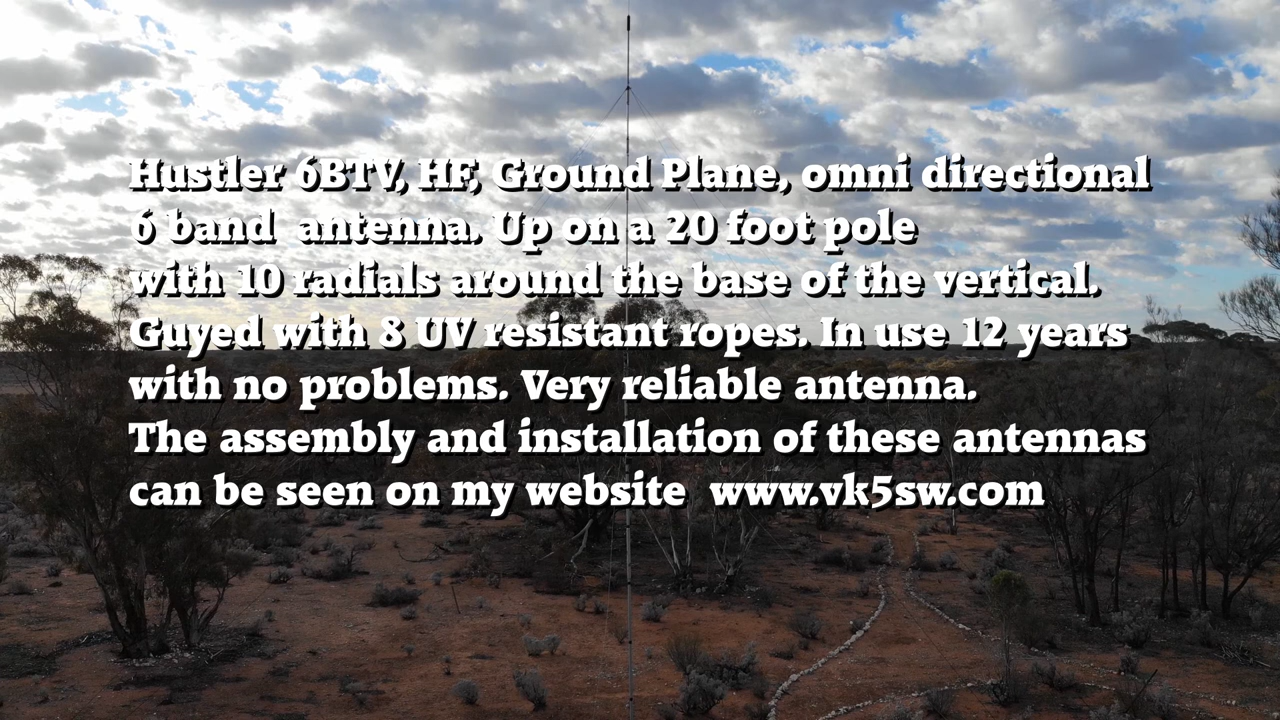 Hustler 6BTV, HF, Ground Plane, omni directional
6 band antenna. Up on a 20 foot pole
with 10 radials around the base of the vertical.
Guyed with 8 UV resistant ropes. In use 12 years
with no problems. Very reliable antenna.
The assembly and installation of these antennas
can be seen on my website www.vk5sw.com